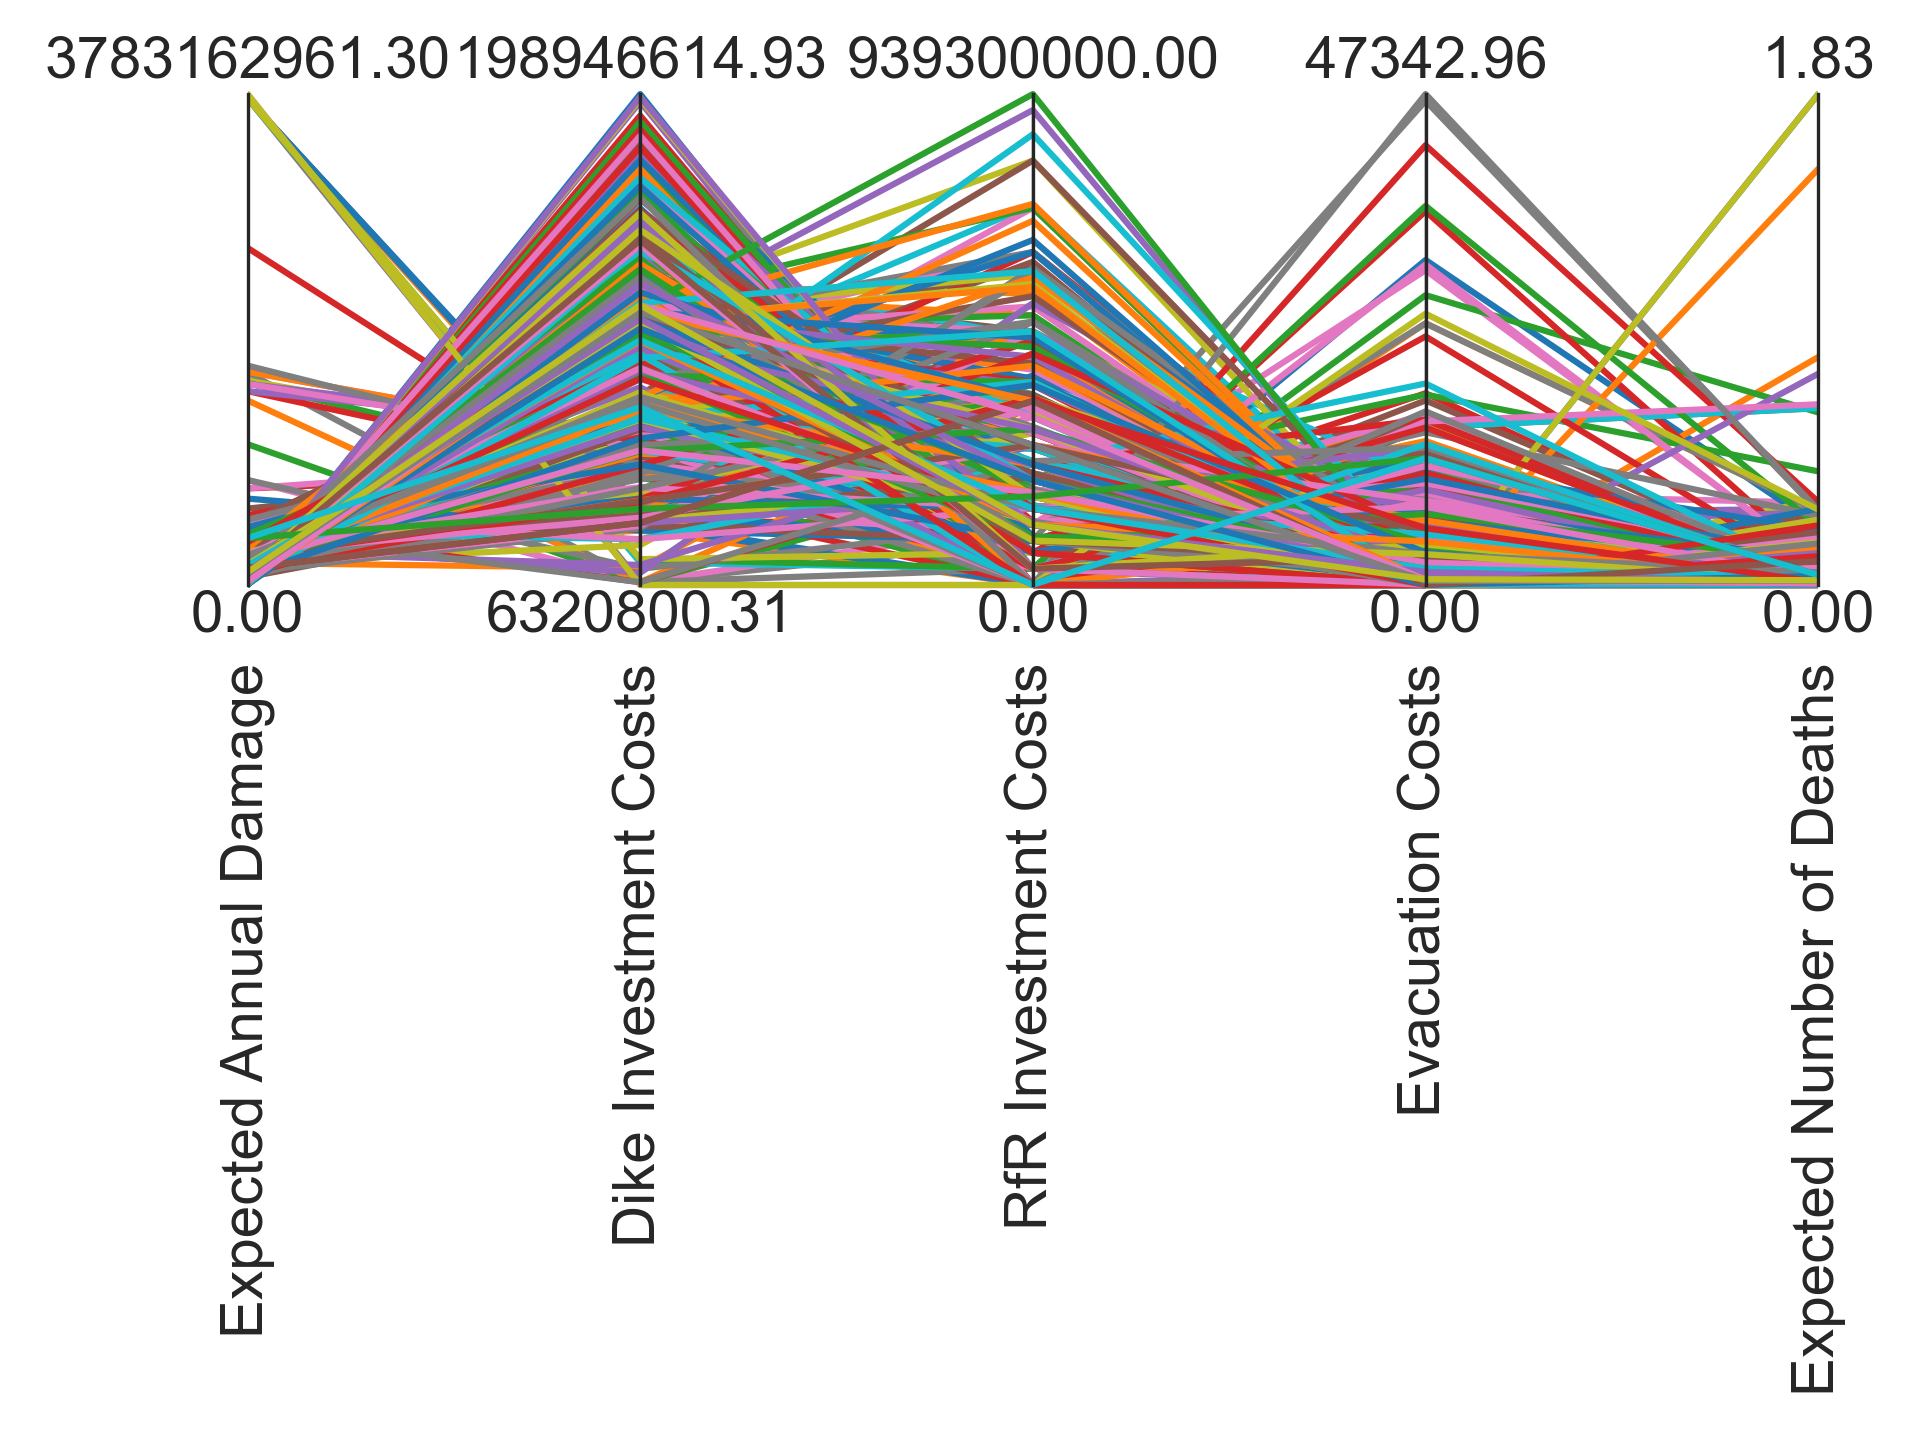 3783162961.30 198946614.93 939300000.00 47342.96 1.83
0.00 6320800.31 0.00 0.00 0.00
Expected Annual Damage
Dike Investment Costs
RfR Investment Costs
Evacuation Costs
Expected Number of Deaths